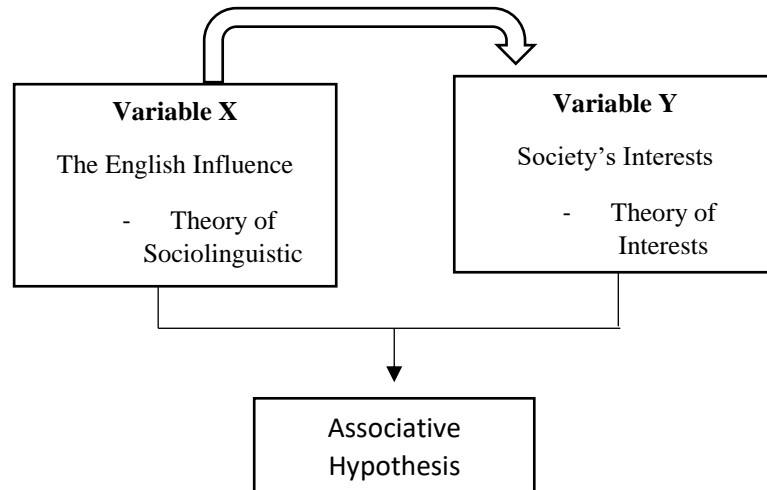 Variable X
The English Influence
- Theory of
Sociolinguistic
Variable Y
Society's Interests
- Theory of
Interests
Associative
Hypothesis